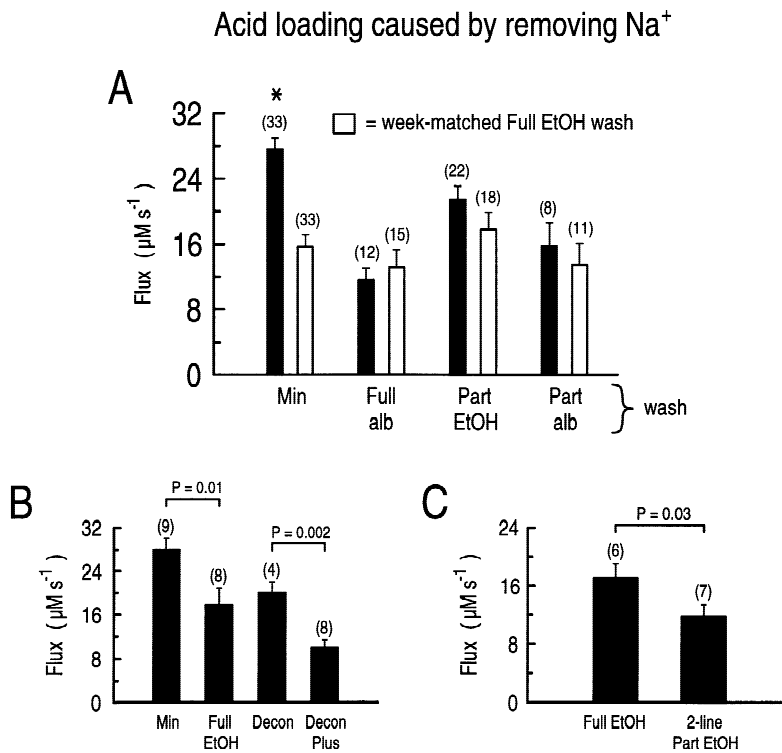 Acid loading caused by removing Na+
A
*
(33)
= week-matched Full EtOH wash
(33)
(12)
(15)
(22)
(18)
(8)
(11)
32
24
16
8
0
Flux ( µM s-1 )
Min
Full alb
Part EtOH
Part alb
wash
B
P = 0.01
P = 0.002
(9)
(8)
(4)
(8)
32
24
16
8
0
Flux ( µM s-1 )
Min
Full EtOH
Decon
Decon Plus
C
P = 0.03
(6)
(7)
24
16
8
0
Flux ( µM s-1 )
Full EtOH
2-line Part EtOH